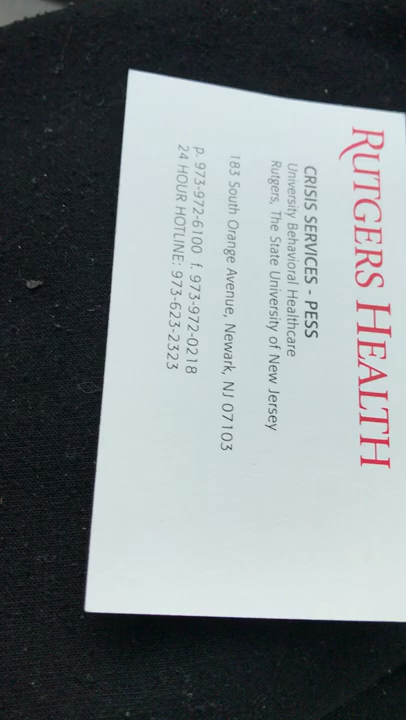 RUTGERS HEALTH
CRISIS SERVICES - PESS
University Behavioral Healthcare
Rutgers, The State University of New Jersey
183 South Orange Avenue, Newark, NJ 07103
p. 973-972-6100 f. 973-972-0218
24 HOUR HOTLINE: 973-623-2323